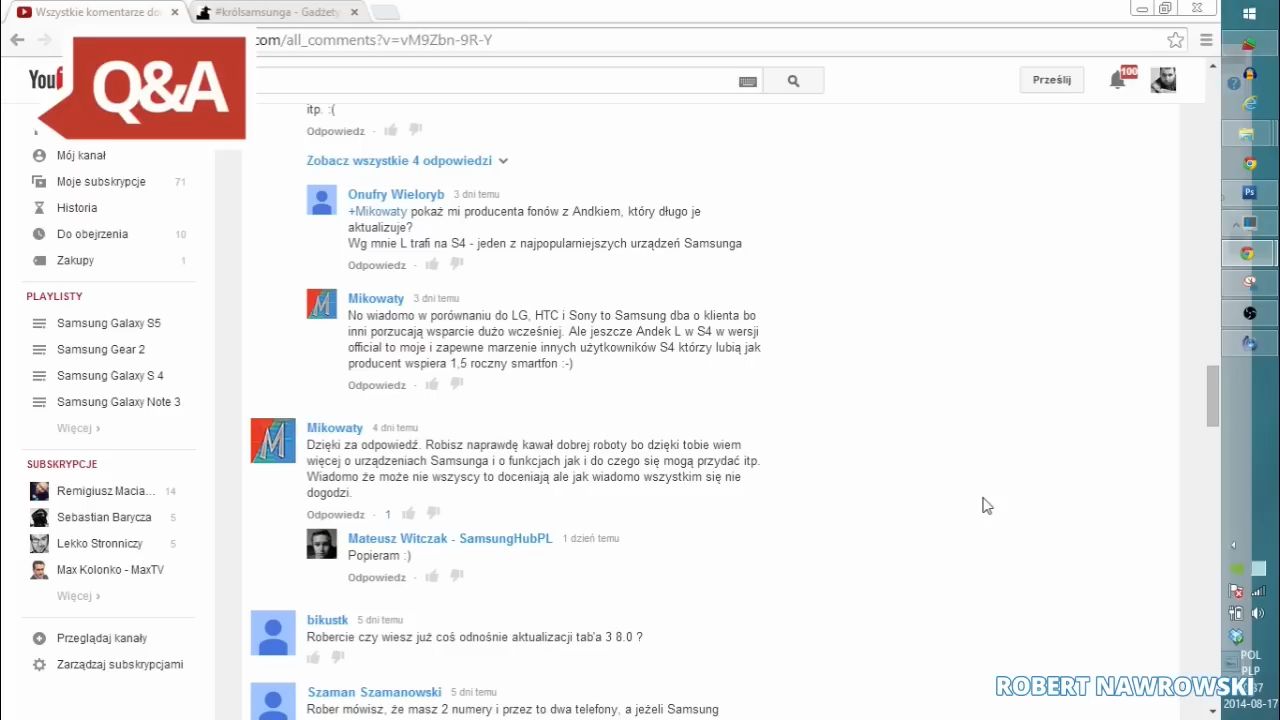 Wszystkie komentarze do
#królsamsunga - Gadżety
com/all_comments?v=vM9Zbn-9R-Y
You
Q&A
Prześlij
100
itp. :(
Odpowiedz
Zobacz wszystkie 4 odpowiedzi
Mój kanał
Moje subskrypcje 71
Historia
Do obejrzenia 10
Zakupy 1
PLAYLISTY
Samsung Galaxy S5
Samsung Gear 2
Samsung Galaxy S 4
Samsung Galaxy Note 3
Więcej ›
SUBSKRYPCJE
Remigiusz Macia... 14
Sebastian Barycza 5
Lekko Stronniczy 5
Max Kolonko - MaxTV
Więcej ›
Przeglądaj kanały
Zarządzaj subskrypcjami
Onufry Wieloryb 3 dni temu
+Mikowaty pokaż mi producenta fonów z Andkiem, który długo je
aktualizuje?
Wg mnie L trafi na S4 - jeden z najpopularniejszych urządzeń Samsunga
Odpowiedz
Mikowaty 3 dni temu
No wiadomo w porównaniu do LG, HTC i Sony to Samsung dba o klienta bo
inni porzucają wsparcie dużo wcześniej. Ale jeszcze Andek L w S4 w wersji
official to moje i zapewne marzenie innych użytkowników S4 którzy lubią jak
producent wspiera 1,5 roczny smartfon :-)
Odpowiedz
Mikowaty 4 dni temu
Dzięki za odpowiedź. Robisz naprawdę kawał dobrej roboty bo dzięki tobie wiem
więcej o urządzeniach Samsunga i o funkcjach jak i do czego się mogą przydać itp.
Wiadomo że może nie wszyscy to doceniają ale jak wiadomo wszystkim się nie
dogodzi.
Odpowiedz · 1
Mateusz Witczak - SamsungHubPL 1 dzień temu
Popieram :)
Odpowiedz
bikustk 5 dni temu
Robercie czy wiesz już coś odnośnie aktualizacji tab'a 3 8.0 ?
Szaman Szamanowski 5 dni temu
Rober mówisz, że masz 2 numery i przez to dwa telefony, a jeżeli Samsung
Ps
POL
PLP
ROBERT NAWROWSKI
2014-08-17